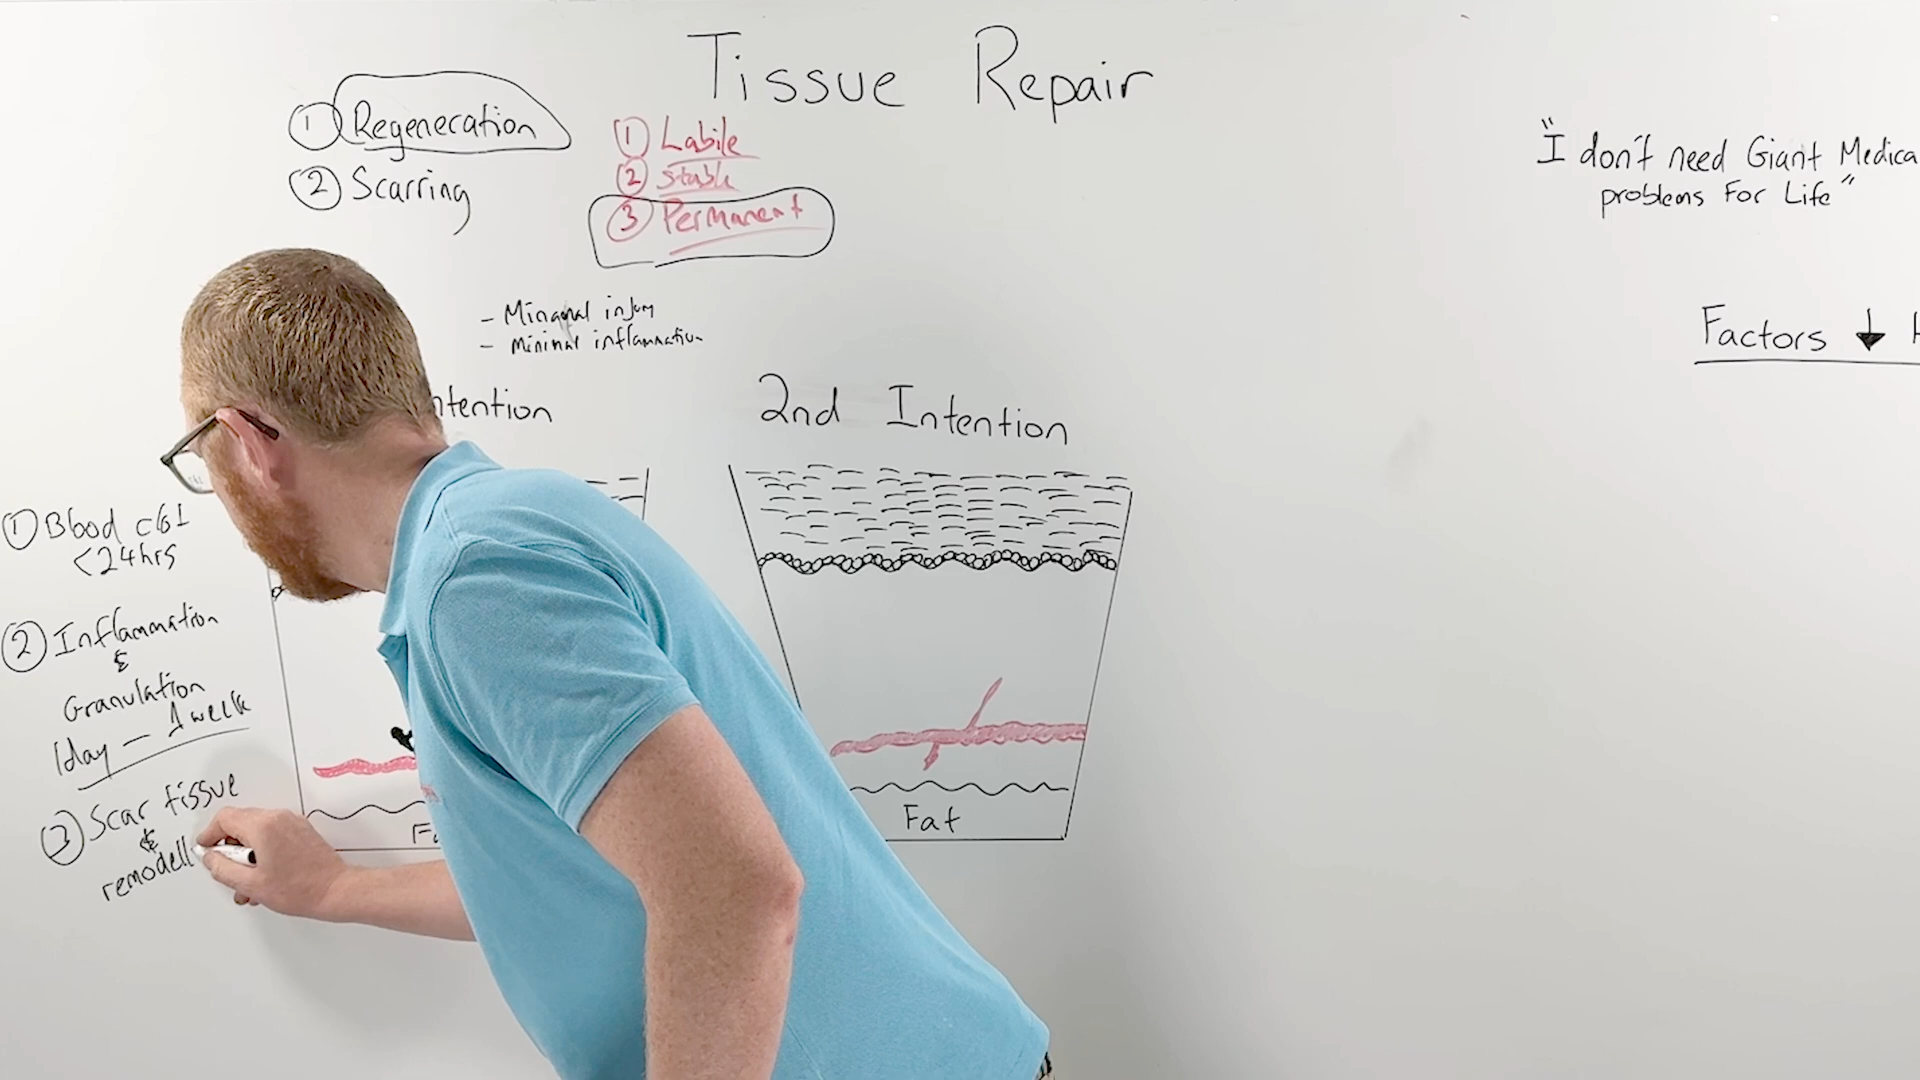 Tissue Repair
① Regeneration
② Scarring
① Labile
② Stable
③ Permanent
"I don't need Giant Medica
problems For Life"
Factors ↓ H
- Minimal injury
- Minimal inflammation
ntention
2nd Intention
① Blood clot
<24hrs
② Inflammation
&
Granulation
1day - 1 week
③ Scar tissue
&
remodell
Fa
Fat